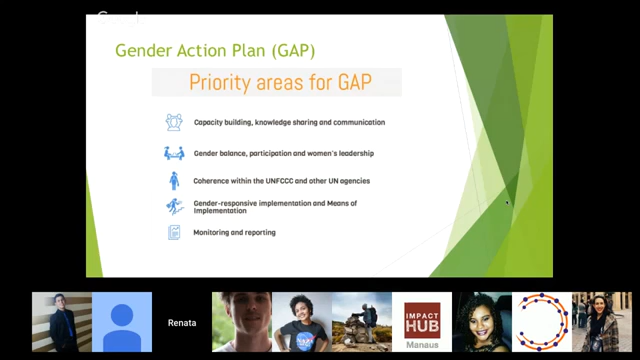 Google
Gender Action Plan (GAP)
Priority areas for GAP
Capacity building, knowledge sharing and communication
Gender balance, participation and women's leadership
Coherence within the UNFCCC and other UN agencies
Gender-responsive implementation and Means of
Implementation
Monitoring and reporting
Renata
IMPACT
HUB
Manaus